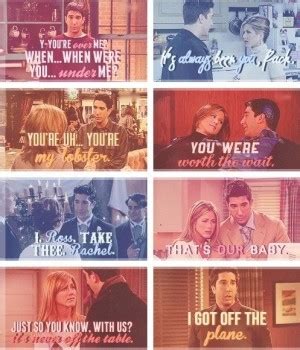 Y-YOU'RE over ME?
WHEN...WHEN WERE
YOU... under ME?
It's always been you, Rach.
YOU'RE UH... YOU'RE
my lobster.
YOU WERE
worth the wait.
I, Ross, TAKE
THEE, Rachel.
THAT'S OUR BABY.
JUST SO YOU KNOW, WITH US?
it's never off the table.
I GOT OFF THE
plane.